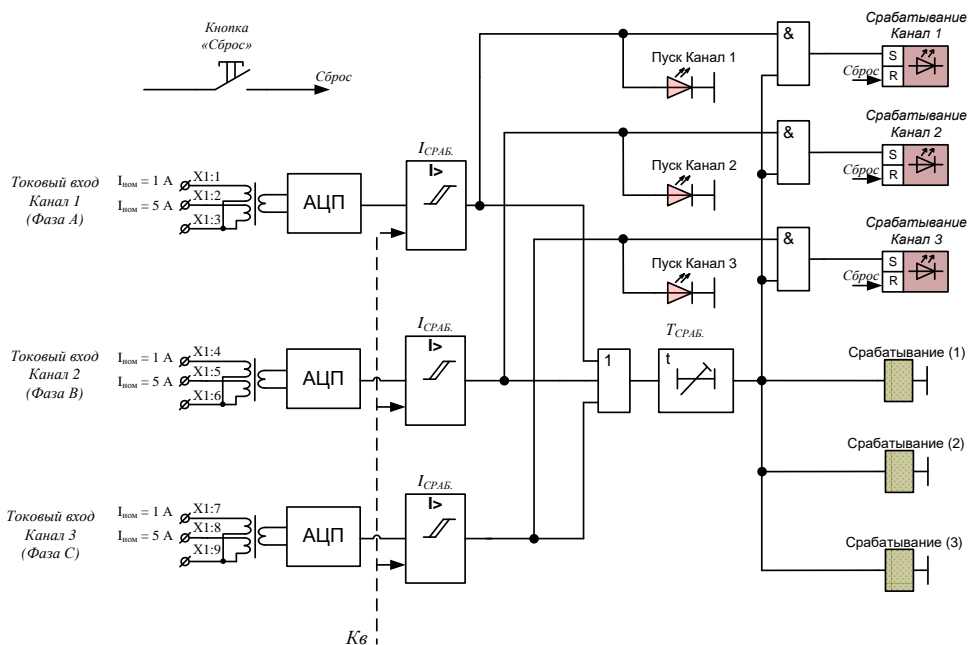 Кнопка
«Сброс»
Сброс
Срабатывание
Канал 1
&
S
R
Сброс
Пуск Канал 1
Срабатывание
Канал 2
&
S
R
Сброс
Пуск Канал 2
Токовый вход
Канал 1
(Фаза А)
Iном = 1 А
X1:1
Iном = 5 А
X1:2
X1:3
АЦП
IСРАБ.
I>
Срабатывание
Канал 3
&
S
R
Сброс
Пуск Канал 3
Токовый вход
Канал 2
(Фаза В)
Iном = 1 А
X1:4
Iном = 5 А
X1:5
X1:6
АЦП
IСРАБ.
I>
1
TСРАБ.
t
Срабатывание (1)
Срабатывание (2)
Токовый вход
Канал 3
(Фаза С)
Iном = 1 А
X1:7
Iном = 5 А
X1:8
X1:9
АЦП
IСРАБ.
I>
Срабатывание (3)
Кв